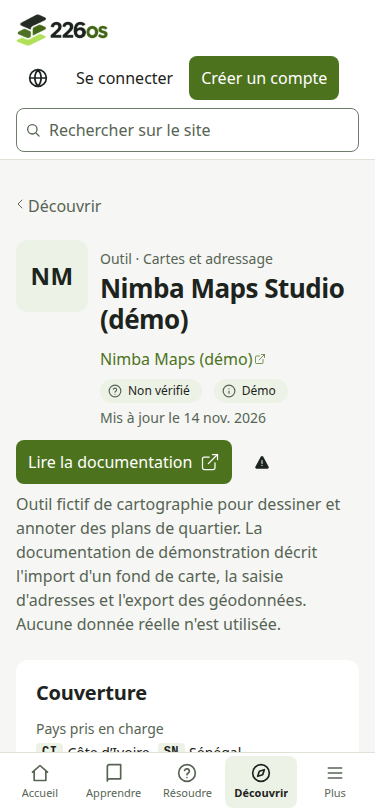 226os
Se connecter
Créer un compte
Rechercher sur le site
Découvrir
NM
Outil · Cartes et adressage
Nimba Maps Studio
(démo)
Nimba Maps (démo)
Non vérifié
Démo
Mis à jour le 14 nov. 2026
Lire la documentation
Outil fictif de cartographie pour dessiner et
annoter des plans de quartier. La
documentation de démonstration décrit
l'import d'un fond de carte, la saisie
d'adresses et l'export des géodonnées.
Aucune donnée réelle n'est utilisée.
Couverture
Pays pris en charge
CI Côte d'Ivoire SN Sénégal
Accueil
Apprendre
Résoudre
Découvrir
Plus